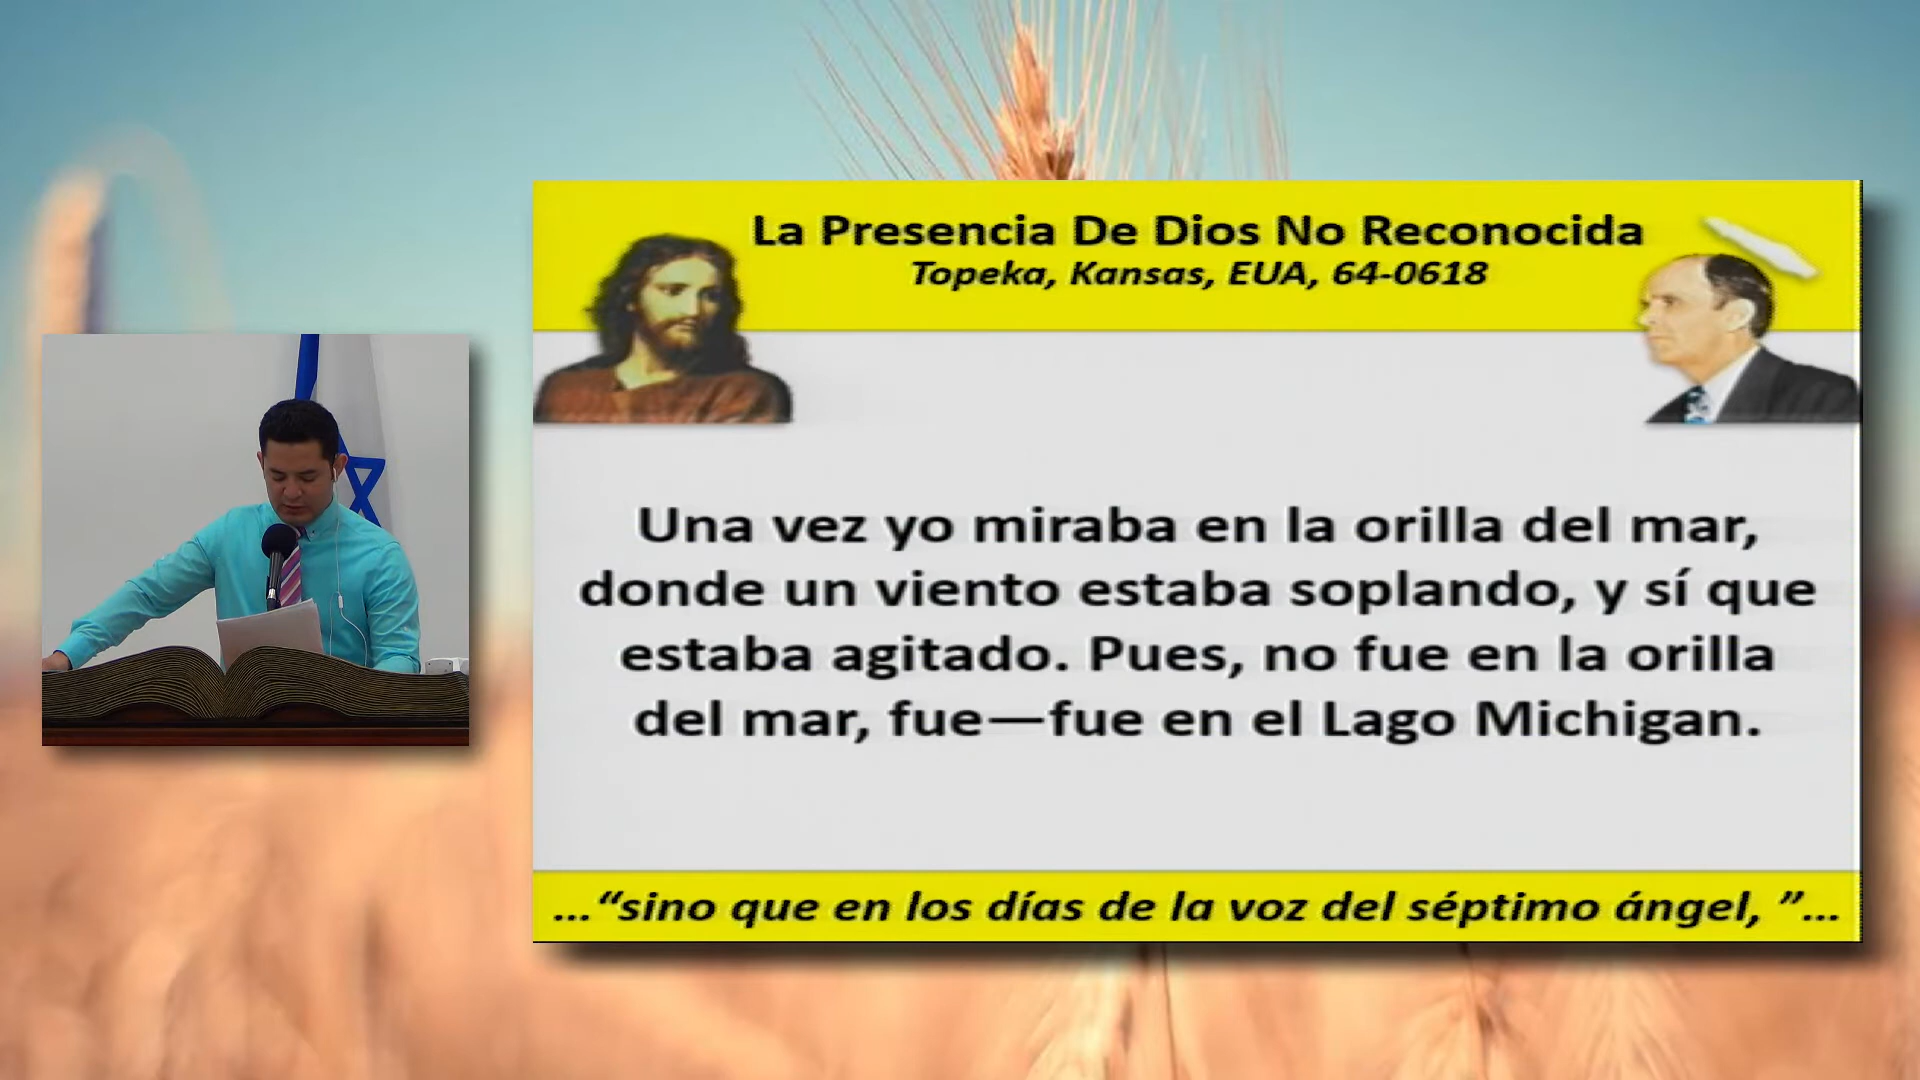 La Presencia De Dios No Reconocida
Topeka, Kansas, EUA, 64-0618
Una vez yo miraba en la orilla del mar,
donde un viento estaba soplando, y sí que
estaba agitado. Pues, no fue en la orilla
del mar, fue—fue en el Lago Michigan.
...“sino que en los días de la voz del séptimo ángel, ”...